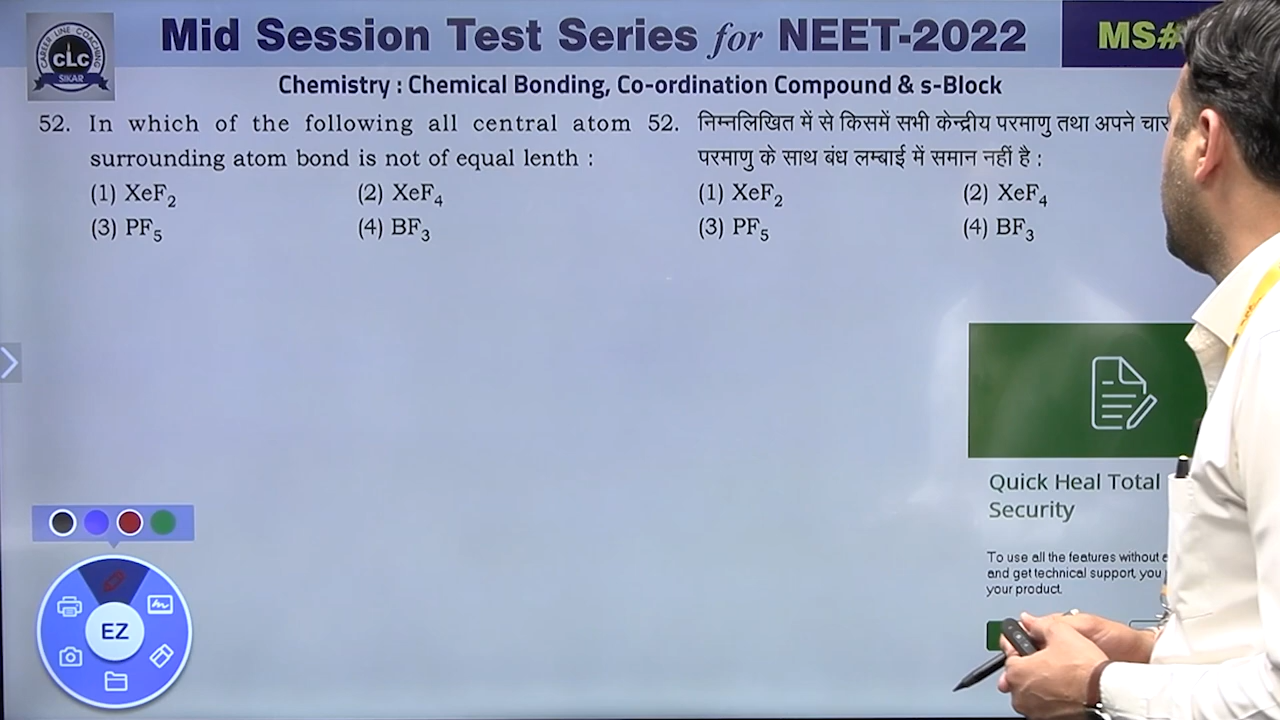 CAREER LINE COACHING
CLC
SIKAR
Mid Session Test Series for NEET-2022
MS#
Chemistry : Chemical Bonding, Co-ordination Compound & s-Block
52. In which of the following all central atom
surrounding atom bond is not of equal lenth :
(1) XeF₂ (2) XeF₄
(3) PF₅ (4) BF₃
52. निम्नलिखित में से किसमें सभी केन्द्रीय परमाणु तथा अपने चार
परमाणु के साथ बंध लम्बाई में समान नहीं है :
(1) XeF₂ (2) XeF₄
(3) PF₅ (4) BF₃
Quick Heal Total
Security
To use all the features without
and get technical support, you
your product.
EZ